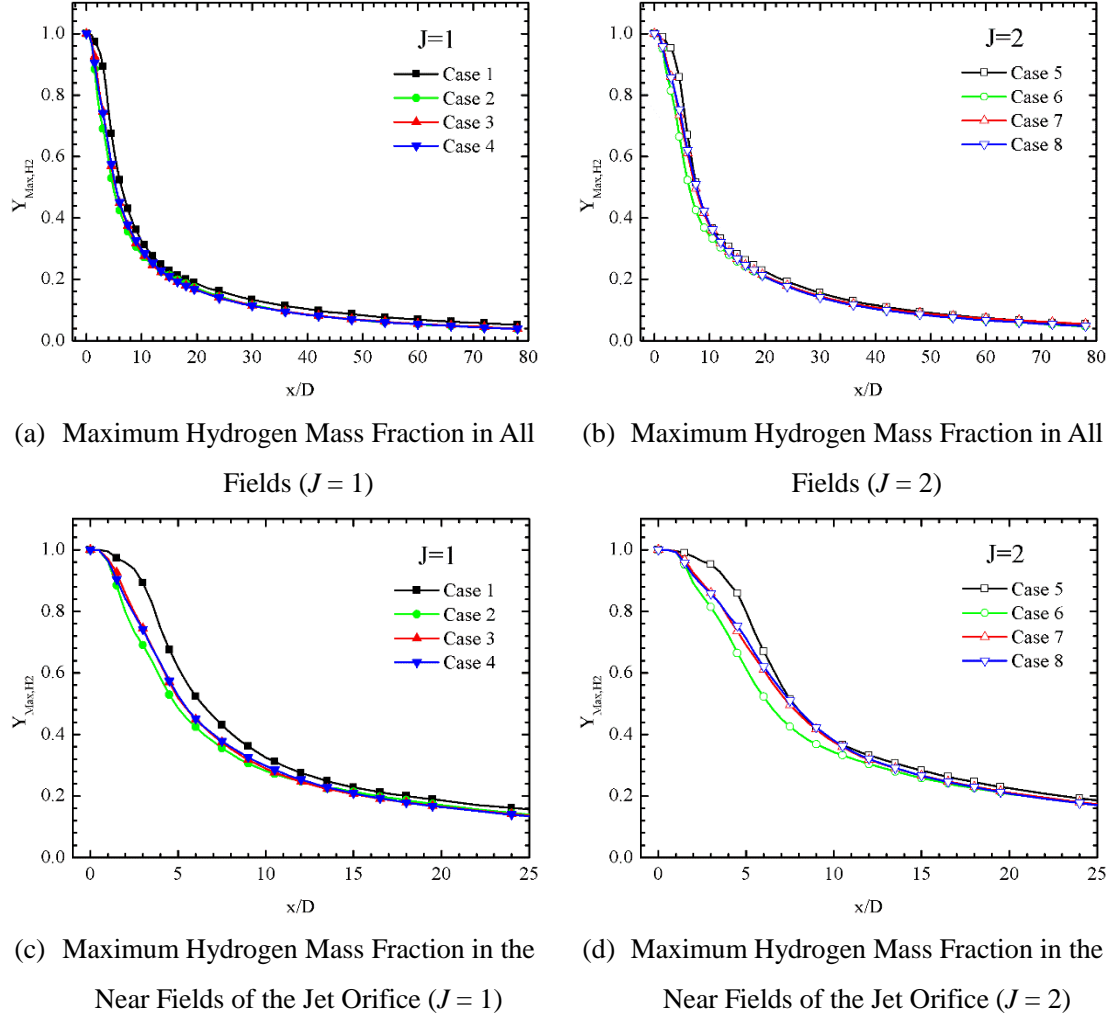 J=1
Case 1
Case 2
Case 3
Case 4
1.0
0.8
0.6
0.4
0.2
0.0
Y_Max,H2
0 10 20 30 40 50 60 70 80
x/D
(a) Maximum Hydrogen Mass Fraction in All
Fields (J = 1)
J=2
Case 5
Case 6
Case 7
Case 8
1.0
0.8
0.6
0.4
0.2
0.0
Y_Max,H2
0 10 20 30 40 50 60 70 80
x/D
(b) Maximum Hydrogen Mass Fraction in All
Fields (J = 2)
J=1
Case 1
Case 2
Case 3
Case 4
1.0
0.8
0.6
0.4
0.2
0.0
Y_Max,H2
0 5 10 15 20 25
x/D
(c) Maximum Hydrogen Mass Fraction in the
Near Fields of the Jet Orifice (J = 1)
J=2
Case 5
Case 6
Case 7
Case 8
1.0
0.8
0.6
0.4
0.2
0.0
Y_Max,H2
0 5 10 15 20 25
x/D
(d) Maximum Hydrogen Mass Fraction in the
Near Fields of the Jet Orifice (J = 2)